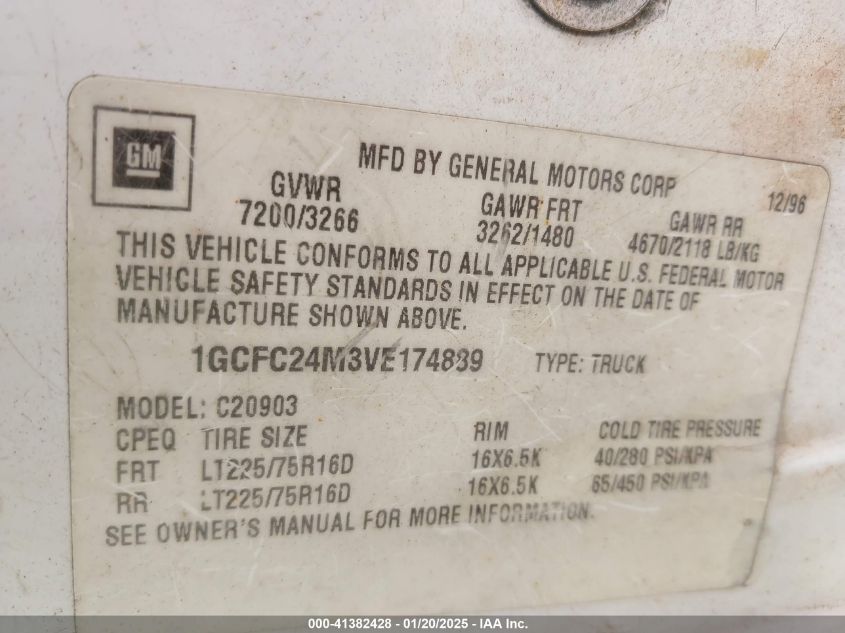 GM
MFD BY GENERAL MOTORS CORP 12/96
GVWR GAWR FRT GAWR RR
7200/3266 3262/1480 4670/2118 LB/KG
THIS VEHICLE CONFORMS TO ALL APPLICABLE U.S. FEDERAL MOTOR
VEHICLE SAFETY STANDARDS IN EFFECT ON THE DATE OF
MANUFACTURE SHOWN ABOVE.
1GCFC24M3VE174889 TYPE: TRUCK
MODEL: C20903
CPEQ TIRE SIZE RIM COLD TIRE PRESSURE
FRT LT225/75R16D 16X6.5K 40/280 PSI/KPA
RR LT225/75R16D 16X6.5K 65/450 PSI/KPA
SEE OWNER'S MANUAL FOR MORE INFORMATION.
000-41382428 - 01/20/2025 - IAA Inc.